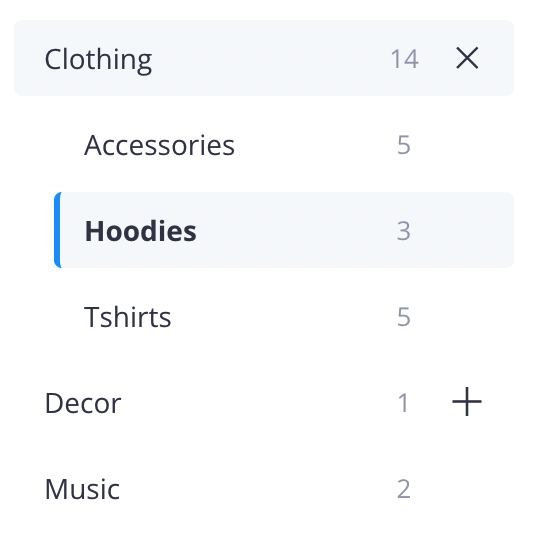 Clothing 14
Accessories 5
Hoodies 3
Tshirts 5
Decor 1
Music 2